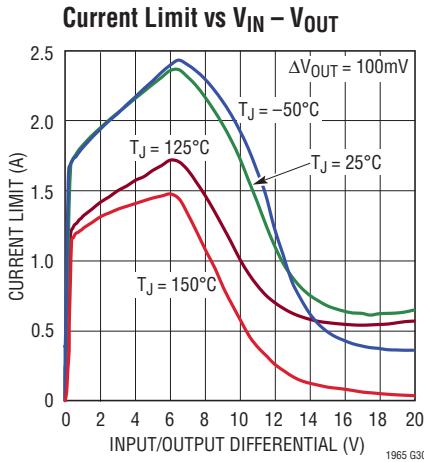 Current Limit vs VIN – VOUT
ΔVOUT = 100mV
TJ = –50°C
TJ = 125°C
TJ = 25°C
TJ = 150°C
CURRENT LIMIT (A)
2.5
2.0
1.5
1.0
0.5
0
0 2 4 6 8 10 12 14 16 18 20
INPUT/OUTPUT DIFFERENTIAL (V)
1965 G30